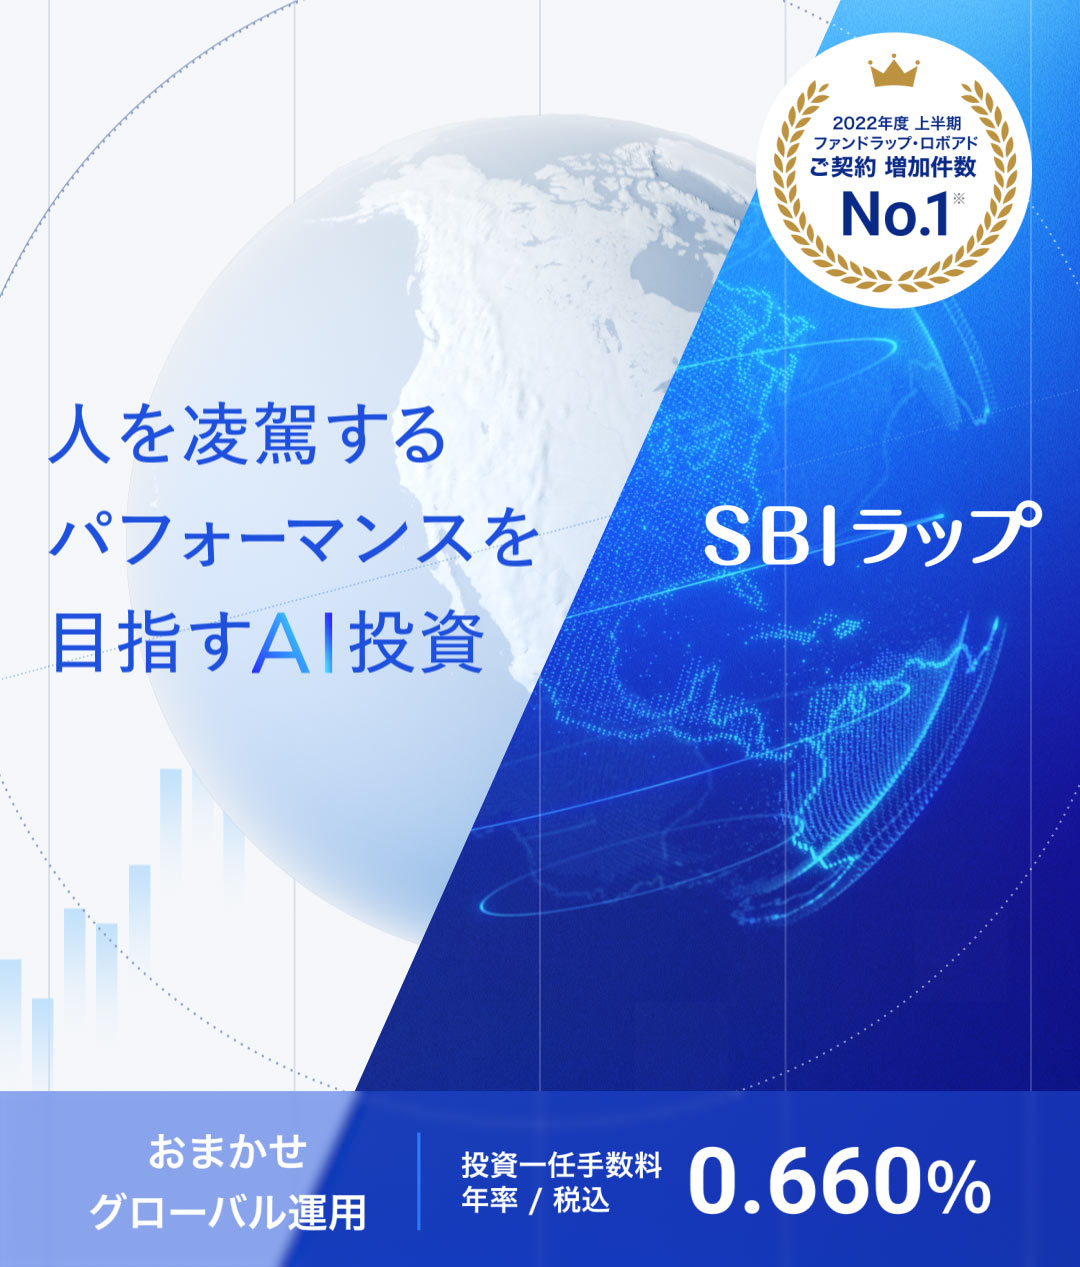 2022年度 上半期
ファンドラップ・ロボアド
ご契約 増加件数
No.1※
人を凌駕する
パフォーマンスを
目指すAI投資
SBIラップ
おまかせ
グローバル運用
投資一任手数料
年率 / 税込
0.660%